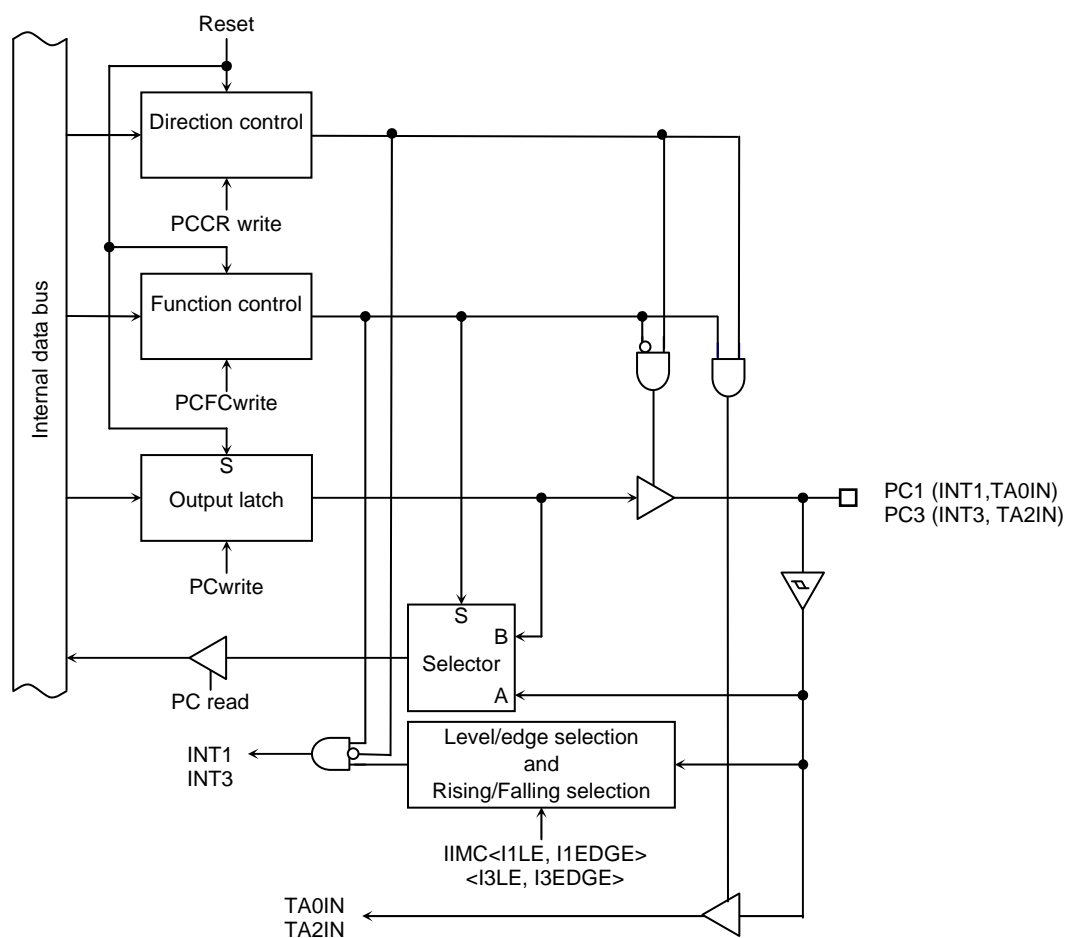 Reset
Direction control
PCCR write
Internal data bus
Function control
PCFCwrite
S
Output latch
PCwrite
PC1 (INT1,TA0IN)
PC3 (INT3, TA2IN)
S
B
Selector
A
PC read
INT1
INT3
Level/edge selection
and
Rising/Falling selection
IIMC<I1LE, I1EDGE>
<I3LE, I3EDGE>
TA0IN
TA2IN